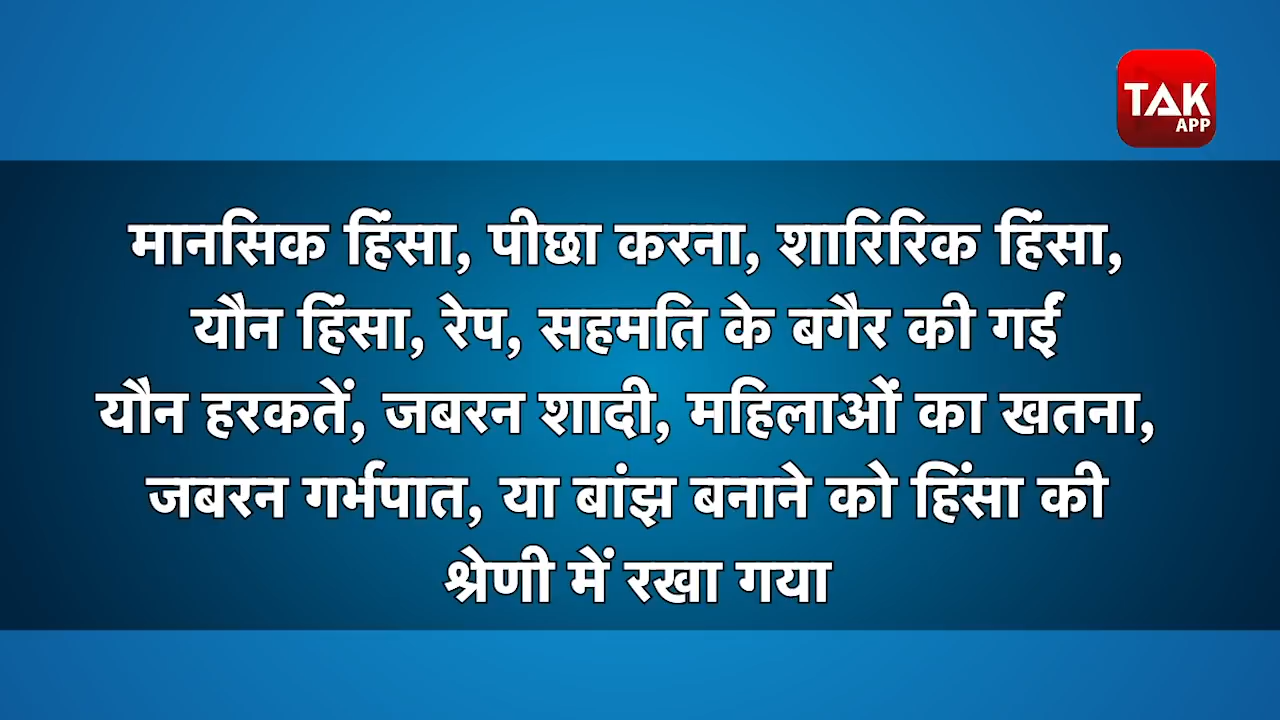 TAK
APP
मानसिक हिंसा, पीछा करना, शारिरिक हिंसा,
यौन हिंसा, रेप, सहमति के बगैर की गईं
यौन हरकतें, जबरन शादी, महिलाओं का खतना,
जबरन गर्भपात, या बांझ बनाने को हिंसा की
श्रेणी में रखा गया